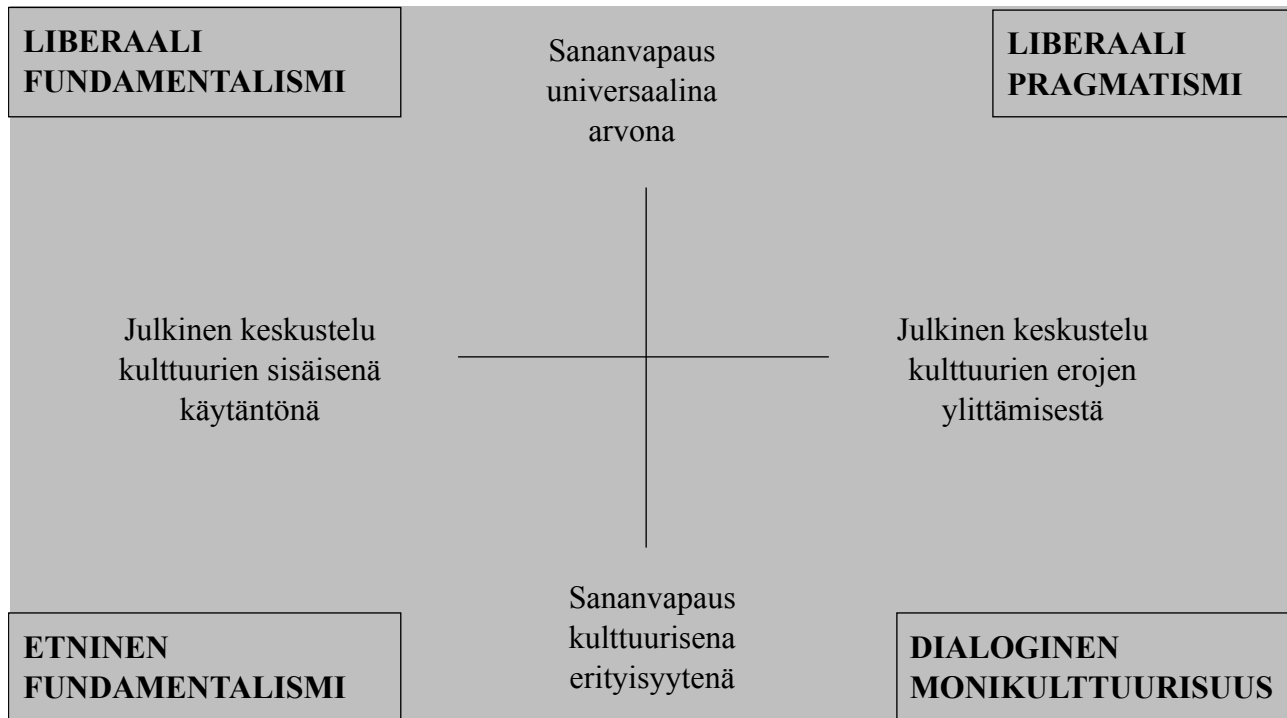 LIBERAALI
FUNDAMENTALISMI
Sananvapaus
universaalina
arvona
LIBERAALI
PRAGMATISMI
Julkinen keskustelu
kulttuurien sisäisenä
käytäntönä
Julkinen keskustelu
kulttuurien erojen
ylittämisestä
ETNINEN
FUNDAMENTALISMI
Sananvapaus
kulttuurisena
erityisyytenä
DIALOGINEN
MONIKULTTUURISUUS